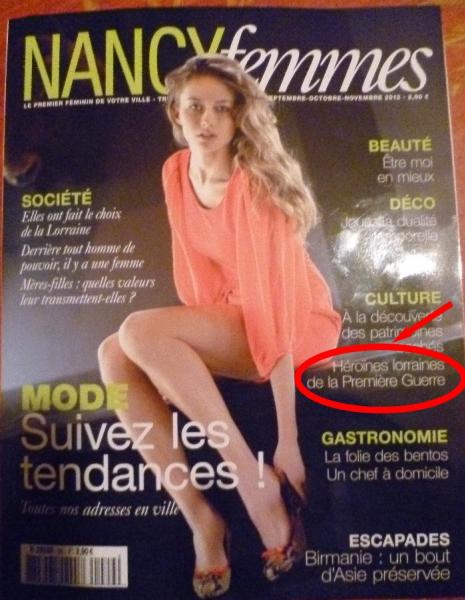 NANCY femmes
LE PREMIER FÉMININ DE VOTRE VILLE - SEPTEMBRE-OCTOBRE-NOVEMBRE
BEAUTÉ
Être moi
en mieux
DÉCO
SOCIÉTÉ
Elles ont fait le choix
de la Lorraine
Derrière tout homme de
pouvoir, il y a une femme
Mères-filles : quelles valeurs
leur transmettent-elles ?
CULTURE
À la découverte
des patrimoines
Héroïnes lorraines
de la Première Guerre
MODE
Suivez les
tendances !
Toutes nos adresses en ville
GASTRONOMIE
La folie des bentos
Un chef à domicile
ESCAPADES
Birmanie : un bout
d'Asie préservée